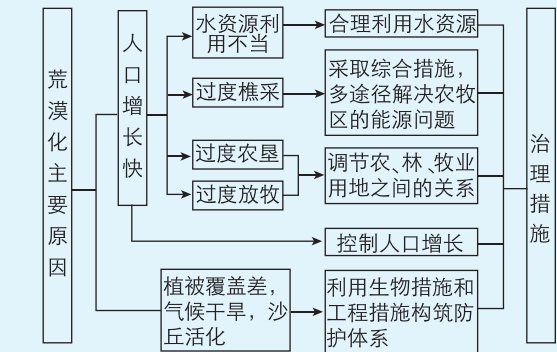 荒漠化主要原因
人口增长快
水资源利
用不当
合理利用水资源
过度樵采
采取综合措施，
多途径解决农牧
区的能源问题
过度农垦
过度放牧
调节农、林、牧业
用地之间的关系
控制人口增长
植被覆盖差，
气候干旱，沙
丘活化
利用生物措施和
工程措施构筑防
护体系
治理措施